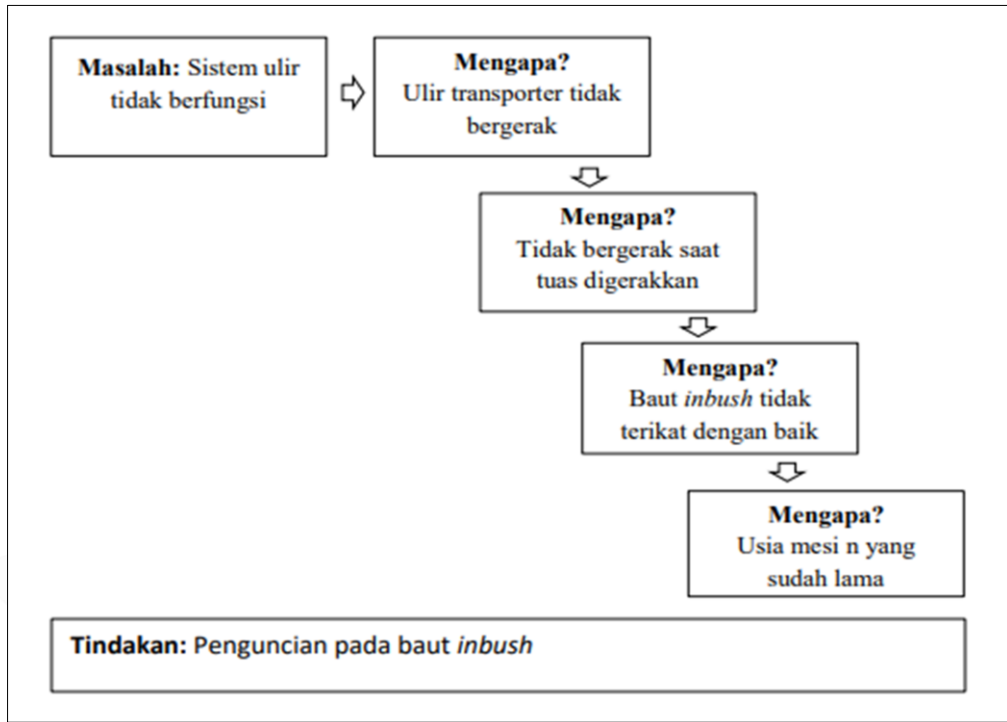 Masalah: Sistem ulir
tidak berfungsi
Mengapa?
Ulir transporter tidak
bergerak
Mengapa?
Tidak bergerak saat
tuas digerakkan
Mengapa?
Baut inbush tidak
terikat dengan baik
Mengapa?
Usia mesi n yang
sudah lama
Tindakan: Penguncian pada baut inbush